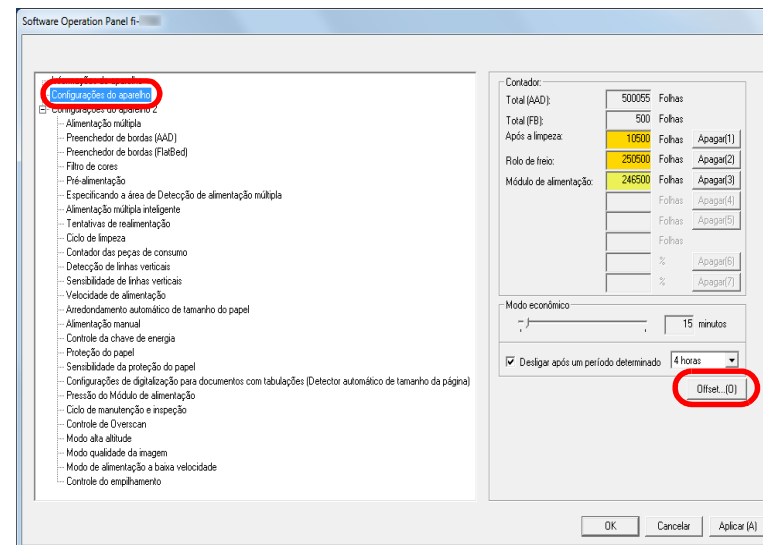 Software Operation Panel fi-
Informações do aparelho
Configurações do aparelho
Configurações do aparelho 2
Alimentação múltipla
Preenchedor de bordas (AAD)
Preenchedor de bordas (FlatBed)
Filtro de cores
Pré-alimentação
Especificando a área de Detecção de alimentação múltipla
Alimentação múltipla inteligente
Tentativas de realimentação
Ciclo de limpeza
Contador das peças de consumo
Detecção de linhas verticais
Sensibilidade de linhas verticais
Velocidade de alimentação
Arredondamento automático de tamanho do papel
Alimentação manual
Controle da chave de energia
Proteção do papel
Sensibilidade da proteção do papel
Configurações de digitalização para documentos com tabulações (Detector automático de tamanho da página)
Pressão do Módulo de alimentação
Ciclo de manutenção e inspeção
Controle de Overscan
Modo alta altitude
Modo qualidade da imagem
Modo de alimentação a baixa velocidade
Controle do empilhamento
Contador:
Total (AAD): 500055 Folhas
Total (FB): 500 Folhas
Após a limpeza: 10500 Folhas Apagar(1)
Rolo de freio: 250500 Folhas Apagar(2)
Módulo de alimentação: 246500 Folhas Apagar(3)
Folhas Apagar(4)
Folhas Apagar(5)
Folhas
% Apagar(6)
% Apagar(7)
Modo econômico
15 minutos
Desligar após um período determinado 4 horas
Offset...(O)
OK Cancelar Aplicar (A)